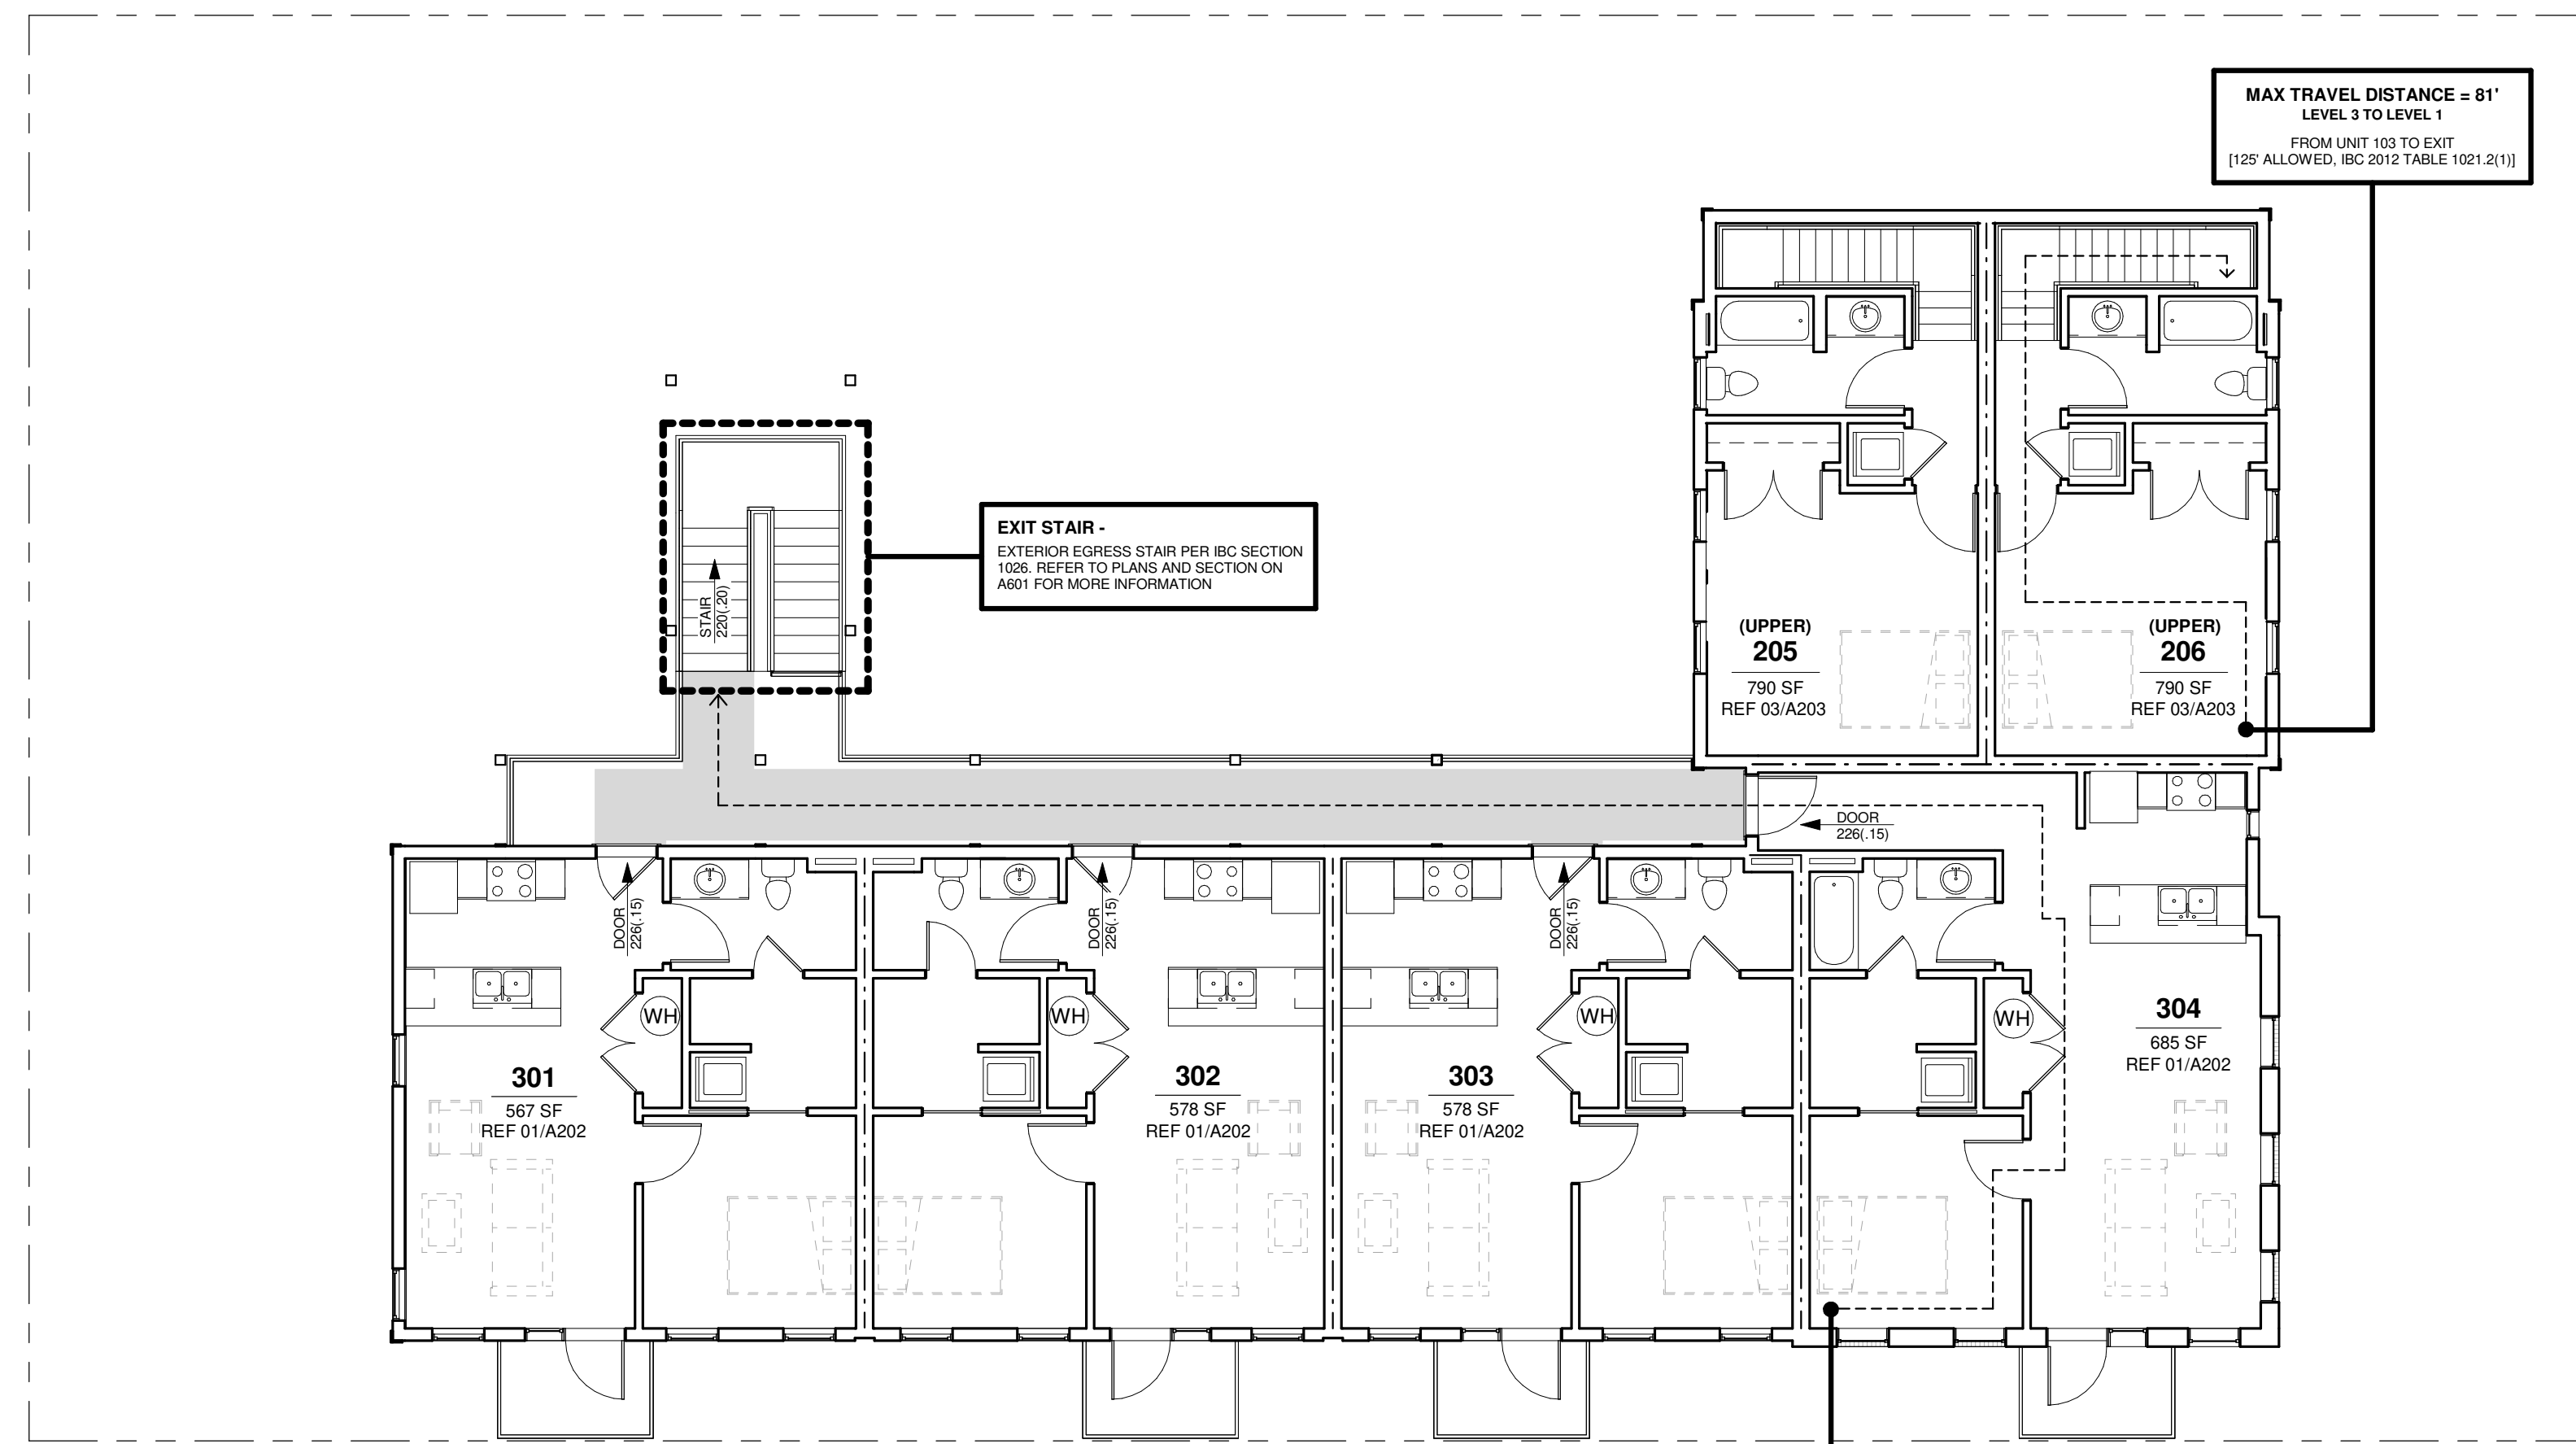 MAX TRAVEL DISTANCE = 81'
LEVEL 3 TO LEVEL 1
FROM UNIT 103 TO EXIT
[125' ALLOWED, IBC 2012 TABLE 1021.2(1)]
EXIT STAIR -
EXTERIOR EGRESS STAIR PER IBC SECTION
1026. REFER TO PLANS AND SECTION ON
A601 FOR MORE INFORMATION
STAIR
220(.20)
(UPPER)
205
790 SF
REF 03/A203
(UPPER)
206
790 SF
REF 03/A203
DOOR
226(.15)
DOOR
226(.15)
DOOR
226(.15)
DOOR
226(.15)
WH
WH
WH
WH
301
567 SF
REF 01/A202
302
578 SF
REF 01/A202
303
578 SF
REF 01/A202
304
685 SF
REF 01/A202